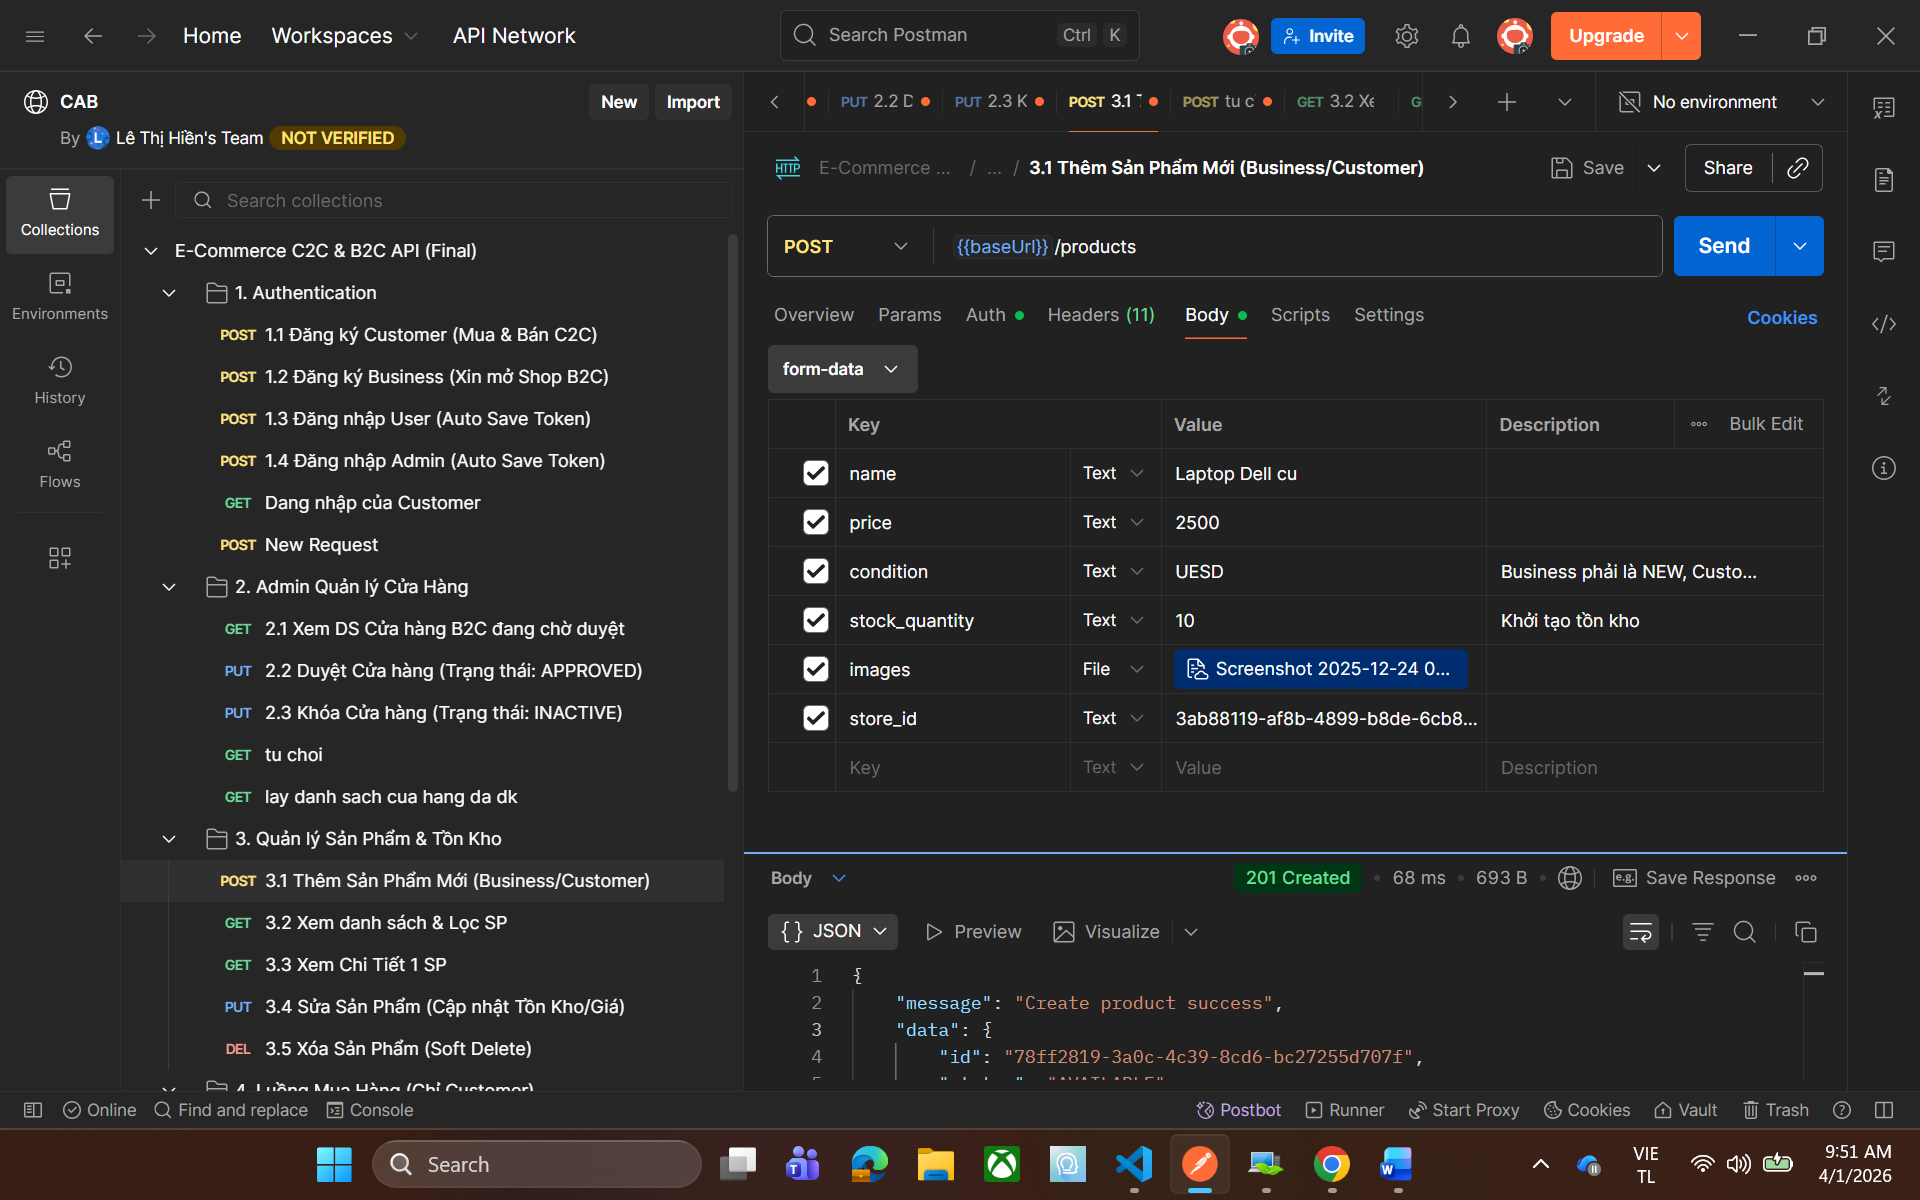 Home Workspaces API Network
Search Postman Ctrl K
Invite
Upgrade
CAB
New Import
By L Lê Thị Hiền's Team NOT VERIFIED
PUT 2.2 PUT 2.3 K POST 3.1 POST tu c GET 3.2 Xe G
No environment
Collections
Environments
History
Flows
Search collections
E-Commerce C2C & B2C API (Final)
1. Authentication
POST 1.1 Đăng ký Customer (Mua & Bán C2C)
POST 1.2 Đăng ký Business (Xin mở Shop B2C)
POST 1.3 Đăng nhập User (Auto Save Token)
POST 1.4 Đăng nhập Admin (Auto Save Token)
GET Dang nhập của Customer
POST New Request
2. Admin Quản lý Cửa Hàng
GET 2.1 Xem DS Cửa hàng B2C đang chờ duyệt
PUT 2.2 Duyệt Cửa hàng (Trạng thái: APPROVED)
PUT 2.3 Khóa Cửa hàng (Trạng thái: INACTIVE)
GET tu choi
GET lay danh sach cua hang da dk
3. Quản lý Sản Phẩm & Tồn Kho
POST 3.1 Thêm Sản Phẩm Mới (Business/Customer)
GET 3.2 Xem danh sách & Lọc SP
GET 3.3 Xem Chi Tiết 1 SP
PUT 3.4 Sửa Sản Phẩm (Cập nhật Tồn Kho/Giá)
DEL 3.5 Xóa Sản Phẩm (Soft Delete)
4. Luồng Mua Hàng (Chỉ Customer)
HTTP E-Commerce ... / ... / 3.1 Thêm Sản Phẩm Mới (Business/Customer)
Save Share
POST {{baseUrl}} /products
Send
Overview Params Auth Headers (11) Body Scripts Settings
Cookies
form-data
Key Value Description Bulk Edit
name Text Laptop Dell cu
price Text 2500
condition Text UESD Business phải là NEW, Custo...
stock_quantity Text 10 Khởi tạo tồn kho
images File Screenshot 2025-12-24 0...
store_id Text 3ab88119-af8b-4899-b8de-6cb8...
Key Text Value Description
Body 201 Created 68 ms 693 B e.g. Save Response
{} JSON Preview Visualize
1 {
2 "message": "Create product success",
3 "data": {
4 "id": "78ff2819-3a0c-4c39-8cd6-bc27255d707f",
Online Find and replace Console
Postbot Runner Start Proxy Cookies Vault Trash
Search
VIE
TL
9:51 AM
4/1/2026